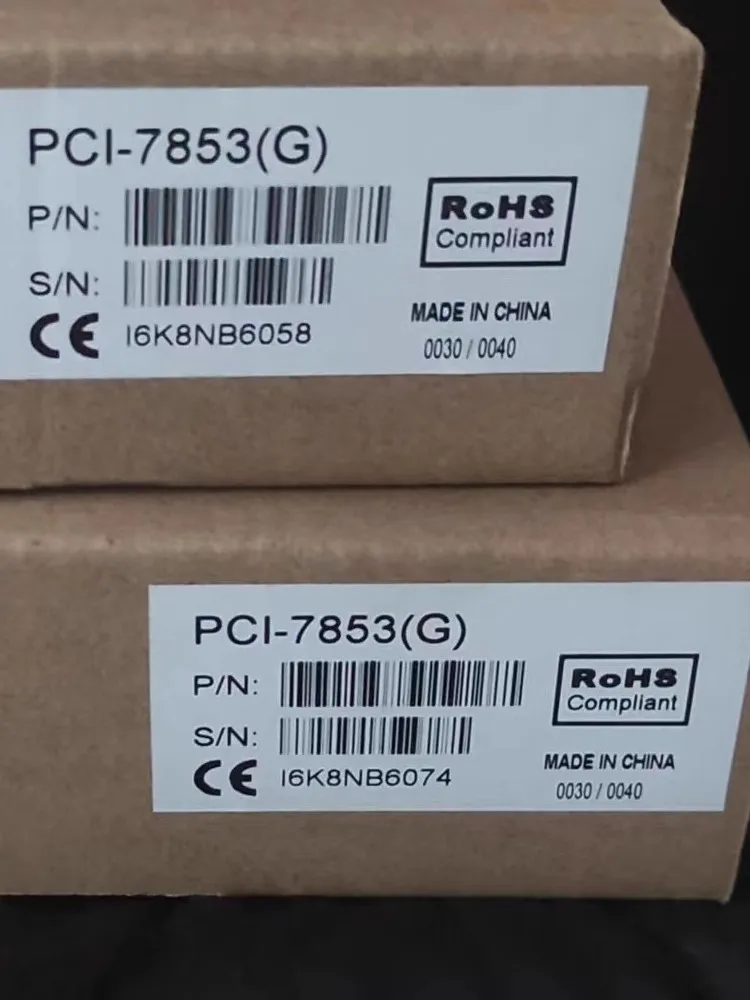 PCI-7853(G)
P/N:
RoHS
Compliant
S/N:
CE I6K8NB6058
MADE IN CHINA
0030 / 0040
PCI-7853(G)
P/N:
RoHS
Compliant
S/N:
CE I6K8NB6074
MADE IN CHINA
0030 / 0040